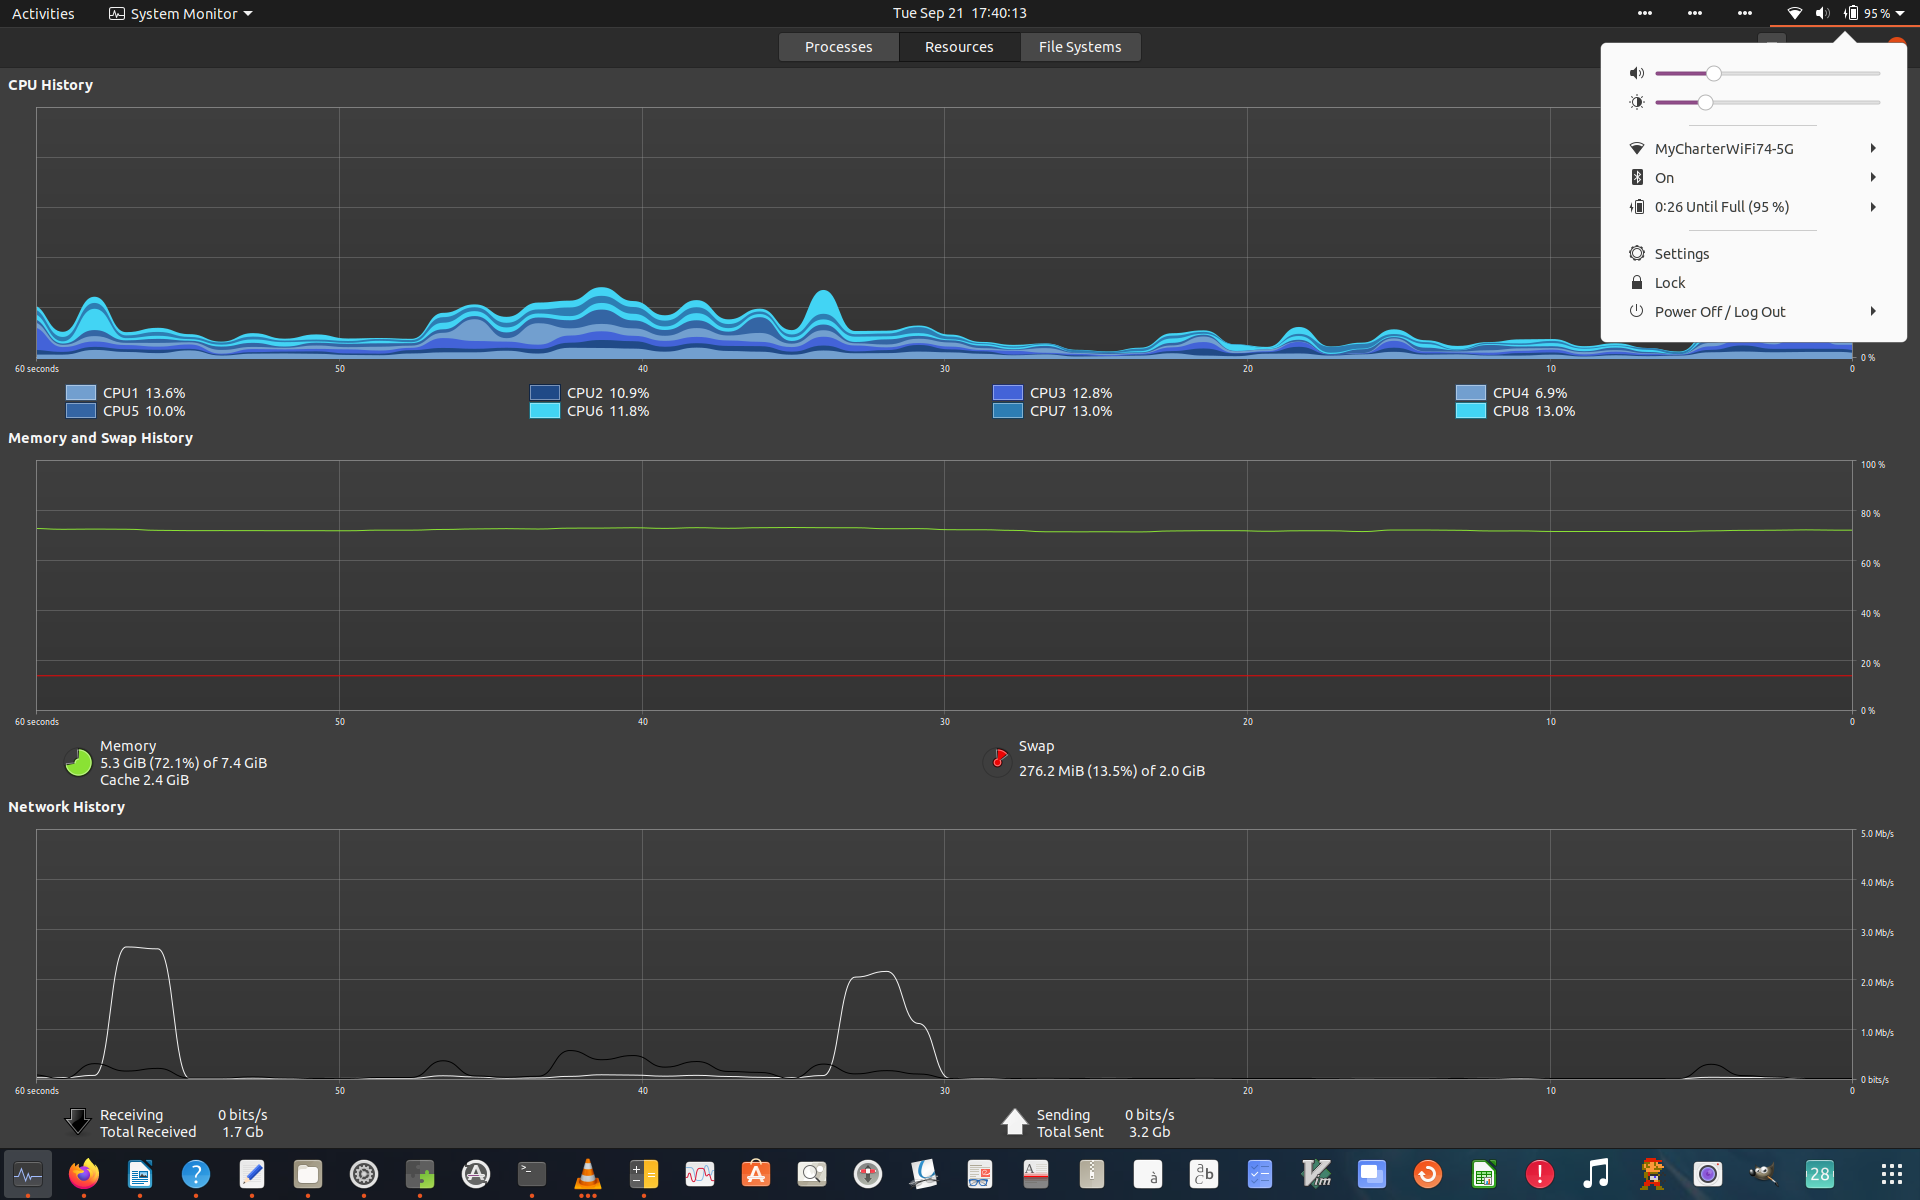 Activities System Monitor Tue Sep 21 17:40:13 95 %
Processes Resources File Systems
CPU History
MyCharterWiFi74-5G
On
0:26 Until Full (95 %)
Settings
Lock
Power Off / Log Out
0 %
60 seconds 50 40 30 20 10 0
CPU1 13.6% CPU2 10.9% CPU3 12.8% CPU4 6.9%
CPU5 10.0% CPU6 11.8% CPU7 13.0% CPU8 13.0%
Memory and Swap History
100 %
80 %
60 %
40 %
20 %
0 %
60 seconds 50 40 30 20 10 0
Memory
5.3 GiB (72.1%) of 7.4 GiB
Cache 2.4 GiB
Swap
276.2 MiB (13.5%) of 2.0 GiB
Network History
5.0 Mb/s
4.0 Mb/s
3.0 Mb/s
2.0 Mb/s
1.0 Mb/s
0 bits/s
60 seconds 50 40 30 20 10 0
Receiving 0 bits/s Sending 0 bits/s
Total Received 1.7 Gb Total Sent 3.2 Gb
? >_ A à a b c Vim ! 28